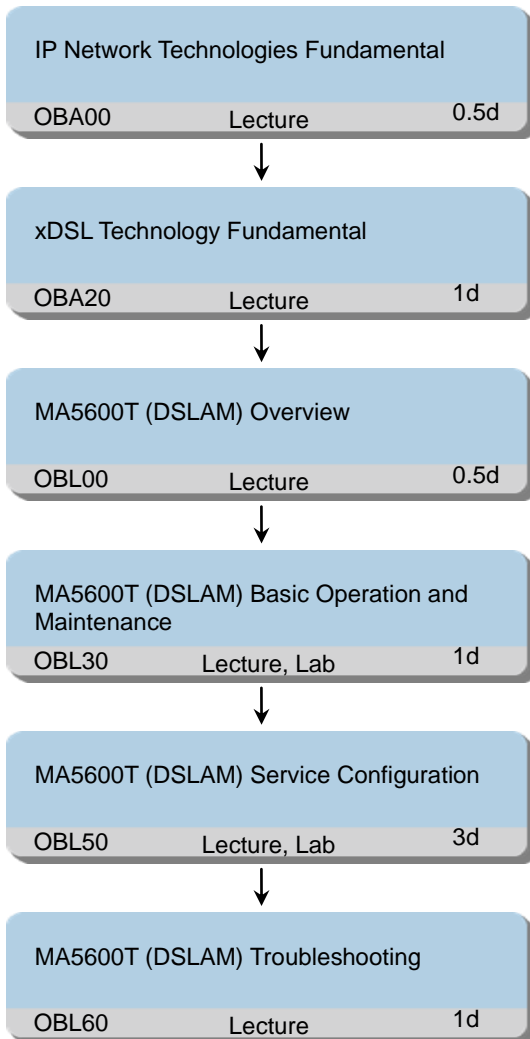 IP Network Technologies Fundamental
OBA00 Lecture 0.5d
xDSL Technology Fundamental
OBA20 Lecture 1d
MA5600T (DSLAM) Overview
OBL00 Lecture 0.5d
MA5600T (DSLAM) Basic Operation and
Maintenance
OBL30 Lecture, Lab 1d
MA5600T (DSLAM) Service Configuration
OBL50 Lecture, Lab 3d
MA5600T (DSLAM) Troubleshooting
OBL60 Lecture 1d